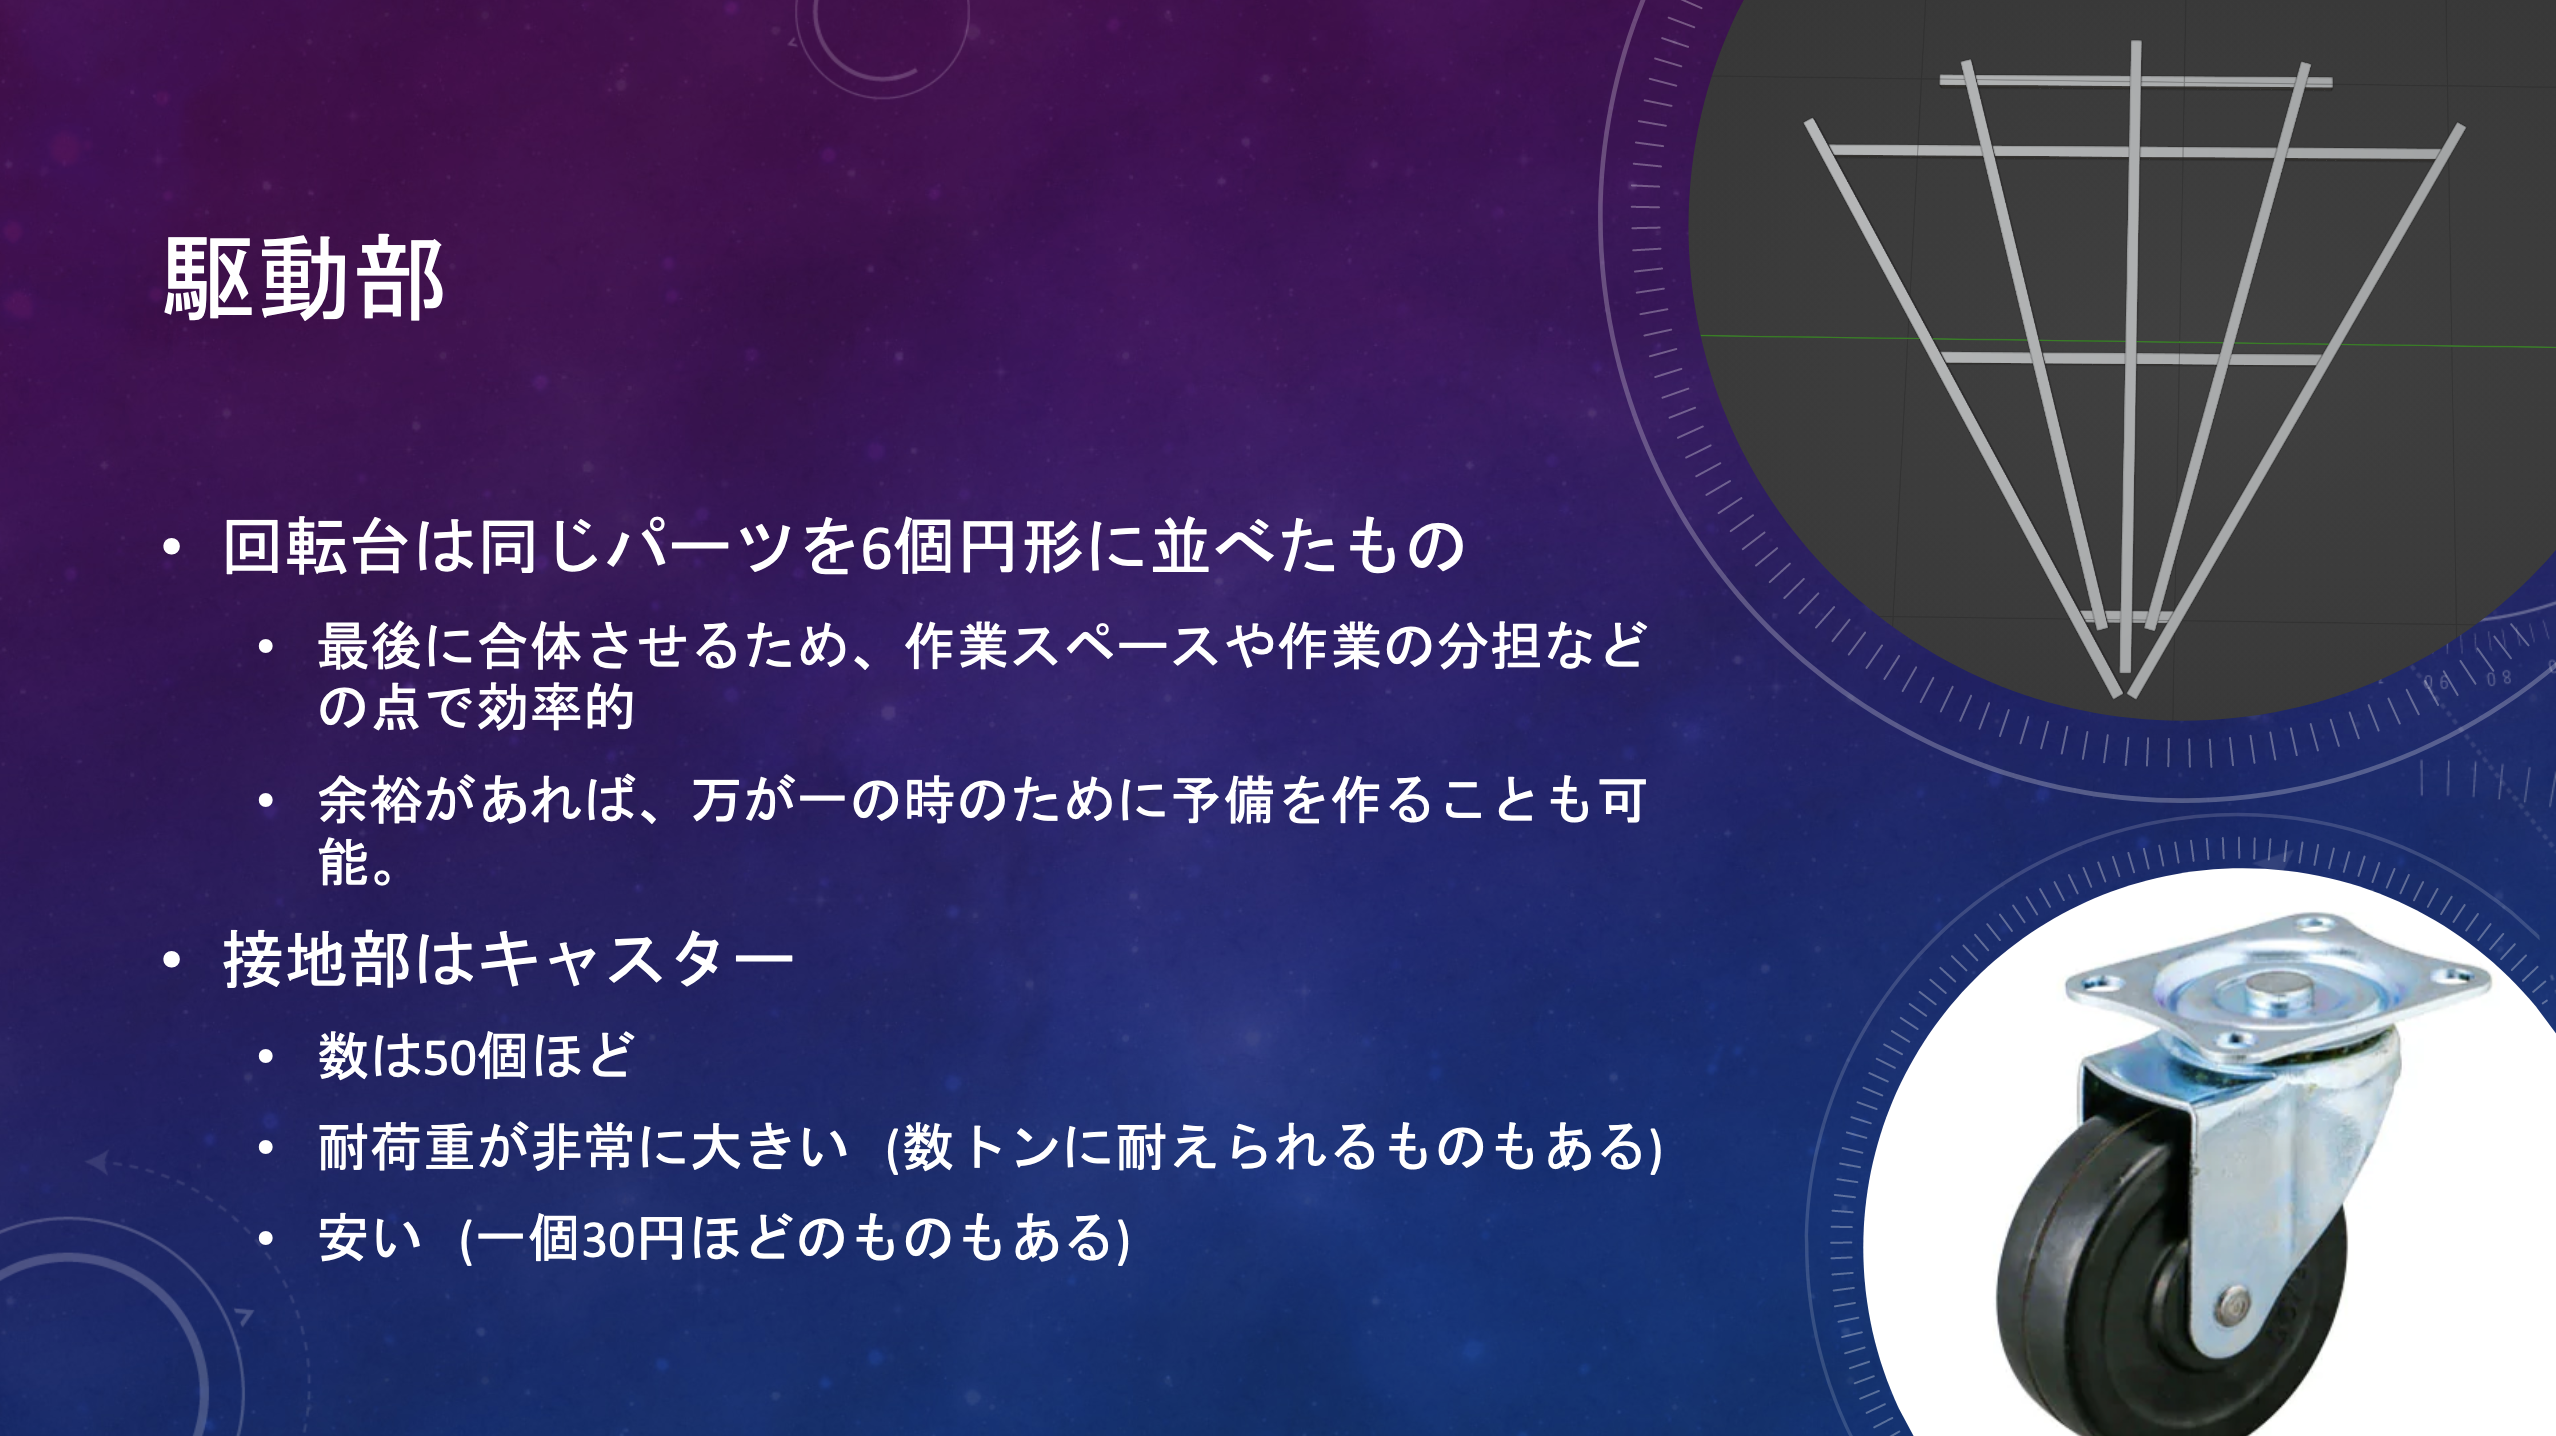 駆動部
• 回転台は同じパーツを6個円形に並べたもの
• 最後に合体させるため、作業スペースや作業の分担など
の点で効率的
• 余裕があれば、万が一の時のために予備を作ることも可
能。
• 接地部はキャスター
• 数は50個ほど
• 耐荷重が非常に大きい (数トンに耐えられるものもある)
• 安い (一個30円ほどのものもある)